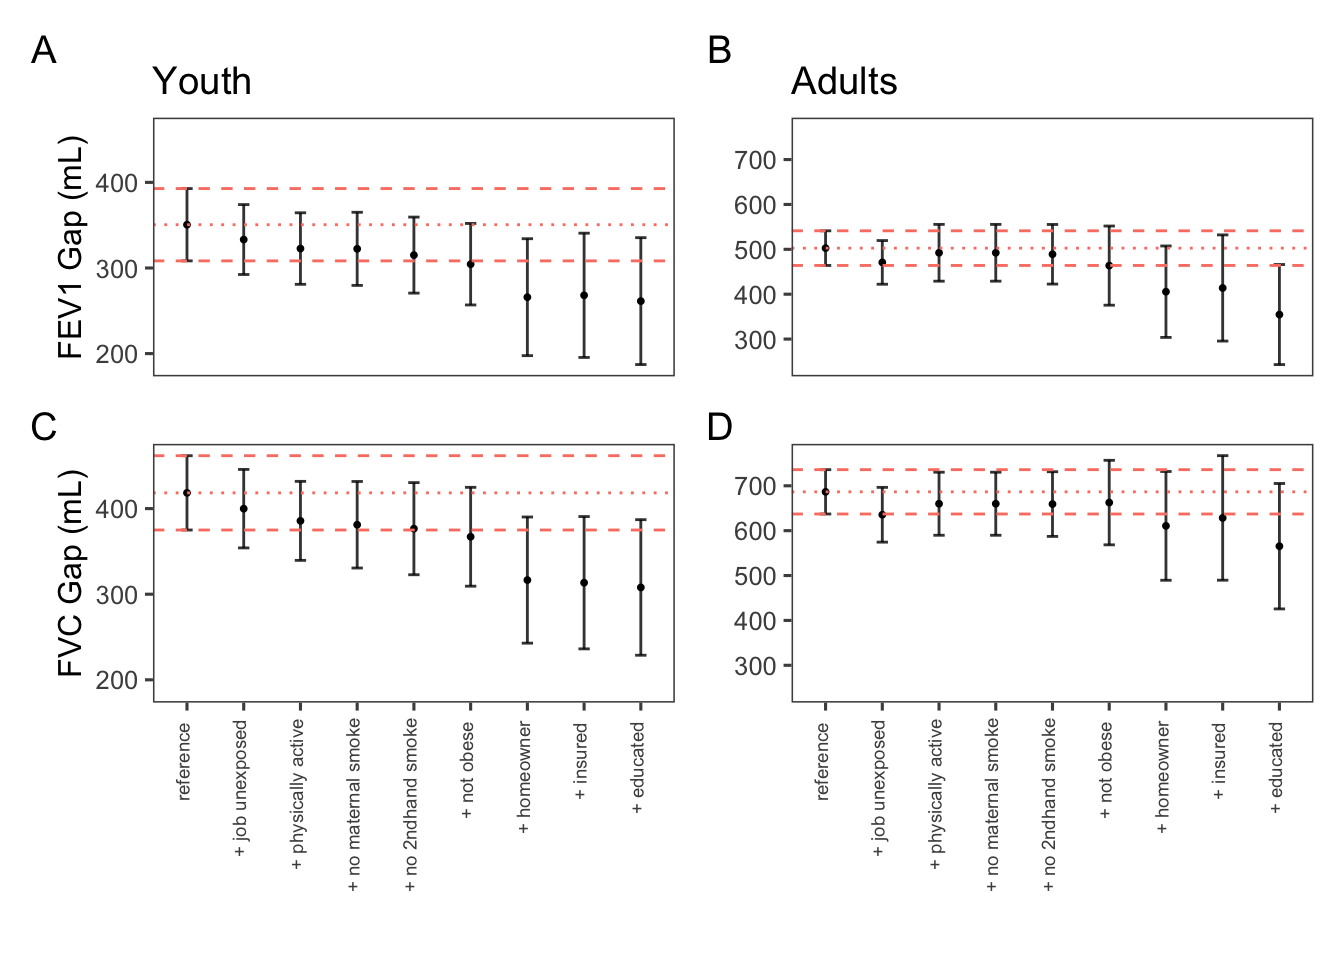 A
Youth
FEV1 Gap (mL)
400
300
200
B
Adults
700
600
500
400
300
C
FVC Gap (mL)
400
300
200
reference
+ job unexposed
+ physically active
+ no maternal smoke
+ no 2ndhand smoke
+ not obese
+ homeowner
+ insured
+ educated
D
700
600
500
400
300
reference
+ job unexposed
+ physically active
+ no maternal smoke
+ no 2ndhand smoke
+ not obese
+ homeowner
+ insured
+ educated